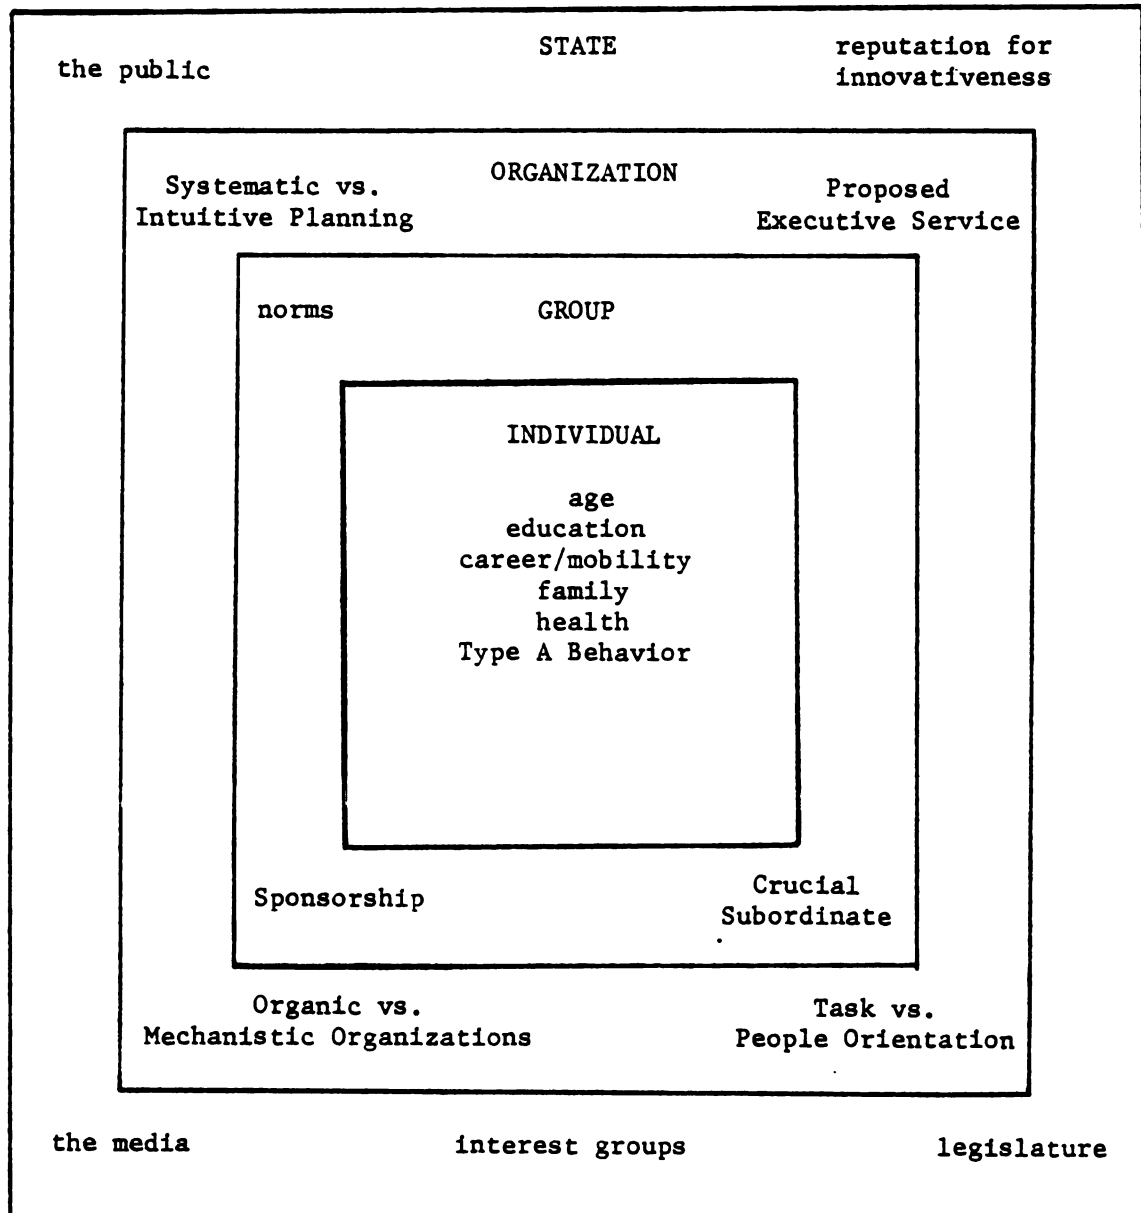 STATE
the public
reputation for
innovativeness
ORGANIZATION
Systematic vs.
Intuitive Planning
Proposed
Executive Service
norms
GROUP
INDIVIDUAL
age
education
career/mobility
family
health
Type A Behavior
Sponsorship
Crucial
Subordinate
Organic vs.
Mechanistic Organizations
Task vs.
People Orientation
the media
interest groups
legislature